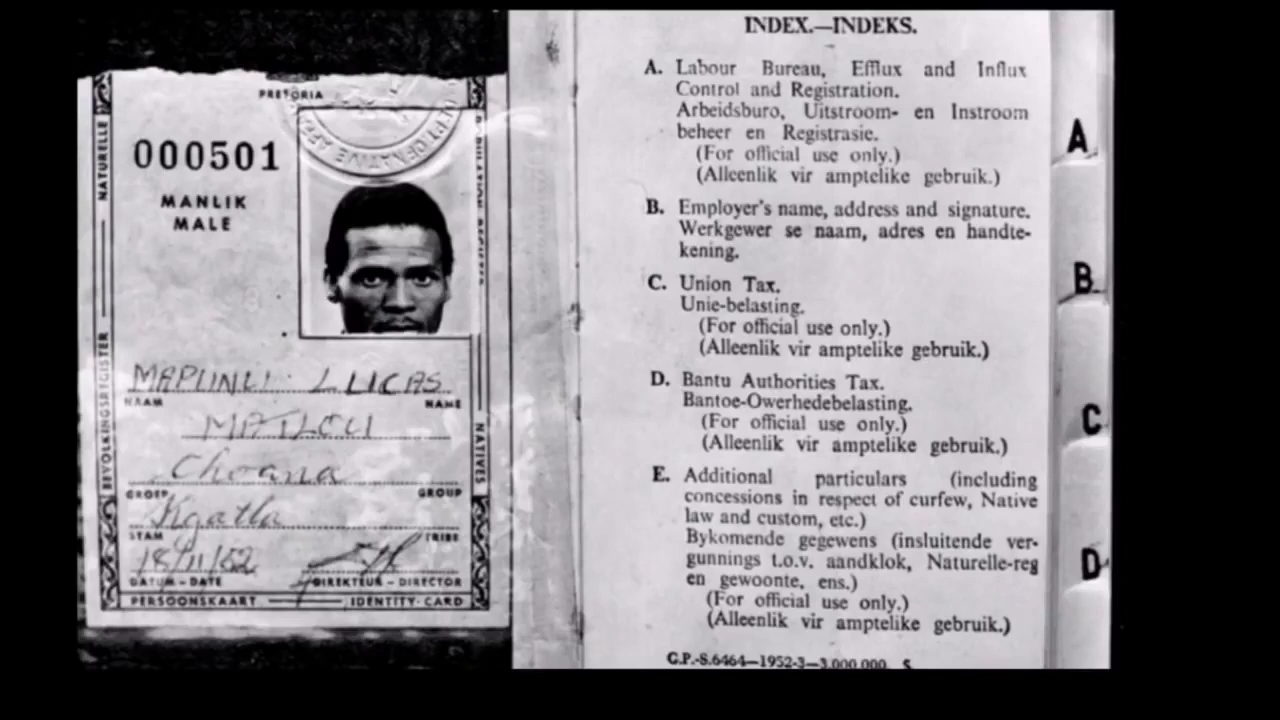 PRETORIA
000501
MANLIK
MALE
NATURELLE
BEVOLKINGSREGISTER
NATIVES
LUCAS
NAAM NAME
Choana
GROEP GROUP
Kgatla
STAM TRIBE
18/11/52
DATUM - DATE DIREKTEUR - DIRECTOR
PERSOONSKAART IDENTITY CARD
INDEX.—INDEKS.
A. Labour Bureau, Efflux and Influx
Control and Registration.
Arbeidsburo, Uitstroom- en Instroom
beheer en Registrasie.
(For official use only.)
(Alleenlik vir amptelike gebruik.)
B. Employer's name, address and signature.
Werkgewer se naam, adres en handte-
kening.
C. Union Tax.
Unie-belasting.
(For official use only.)
(Alleenlik vir amptelike gebruik.)
D. Bantu Authorities Tax.
Bantoe-Owerhedebelasting.
(For official use only.)
(Alleenlik vir amptelike gebruik.)
E. Additional particulars (including
concessions in respect of curfew, Native
law and custom, etc.)
Bykomende gegewens (insluitende ver-
gunnings t.o.v. aandklok, Naturelle-reg
en gewoonte, ens.)
(For official use only.)
(Alleenlik vir amptelike gebruik.)
G.P.-S.6464—1952-3—3,000,000. S.
A
B
C
D